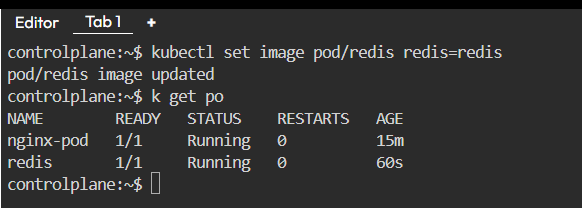 Editor Tab 1 +
controlplane:~$ kubectl set image pod/redis redis=redis
pod/redis image updated
controlplane:~$ k get po
NAME READY STATUS RESTARTS AGE
nginx-pod 1/1 Running 0 15m
redis 1/1 Running 0 60s
controlplane:~$